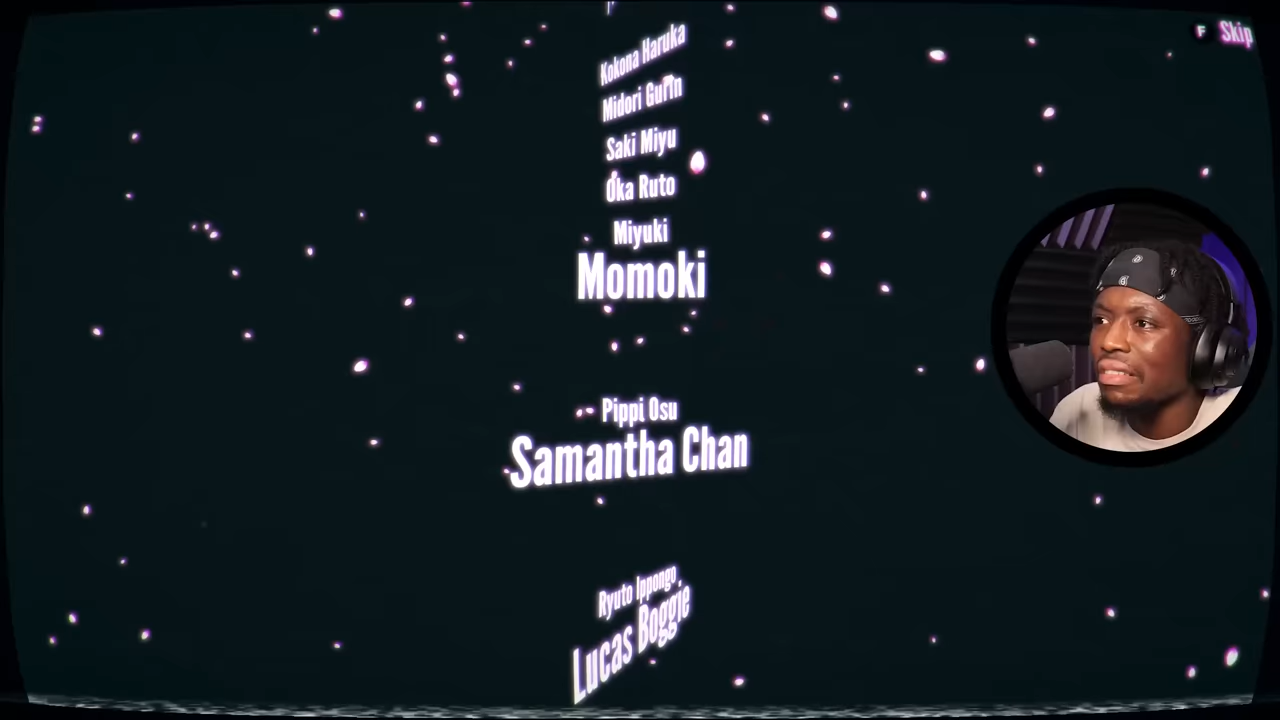 F Skip
Kokona Haruka
Midori Gurin
Saki Miyu
Oka Ruto
Miyuki
Momoki
Pippi Osu
Samantha Chan
Ryuto Ippongo
Lucas Boggie